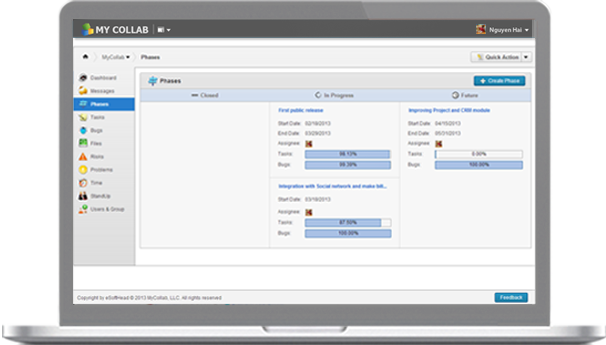 MY COLLAB
Nguyen Hai
MyCollab
Phases
Quick Action
Dashboard
Messages
Phases
Tasks
Bugs
Files
Risks
Problems
Time
StandUp
Users & Group
Phases
Create Phase
Closed
In Progress
Future
First public release
Start Date: 02/19/2013
End Date: 03/29/2013
Assignee:
Tasks: 98.13%
Bugs: 99.39%
Integration with Social network and make bill...
Start Date: 03/18/2013
Assignee:
Tasks: 87.50%
Bugs: 100.00%
Improving Project and CRM module
Start Date: 04/15/2013
End Date: 05/31/2013
Assignee:
Tasks: 0.00%
Bugs: 100.00%
Copyright by eSoftHead © 2013 MyCollab, LLC. All rights reserved
Feedback